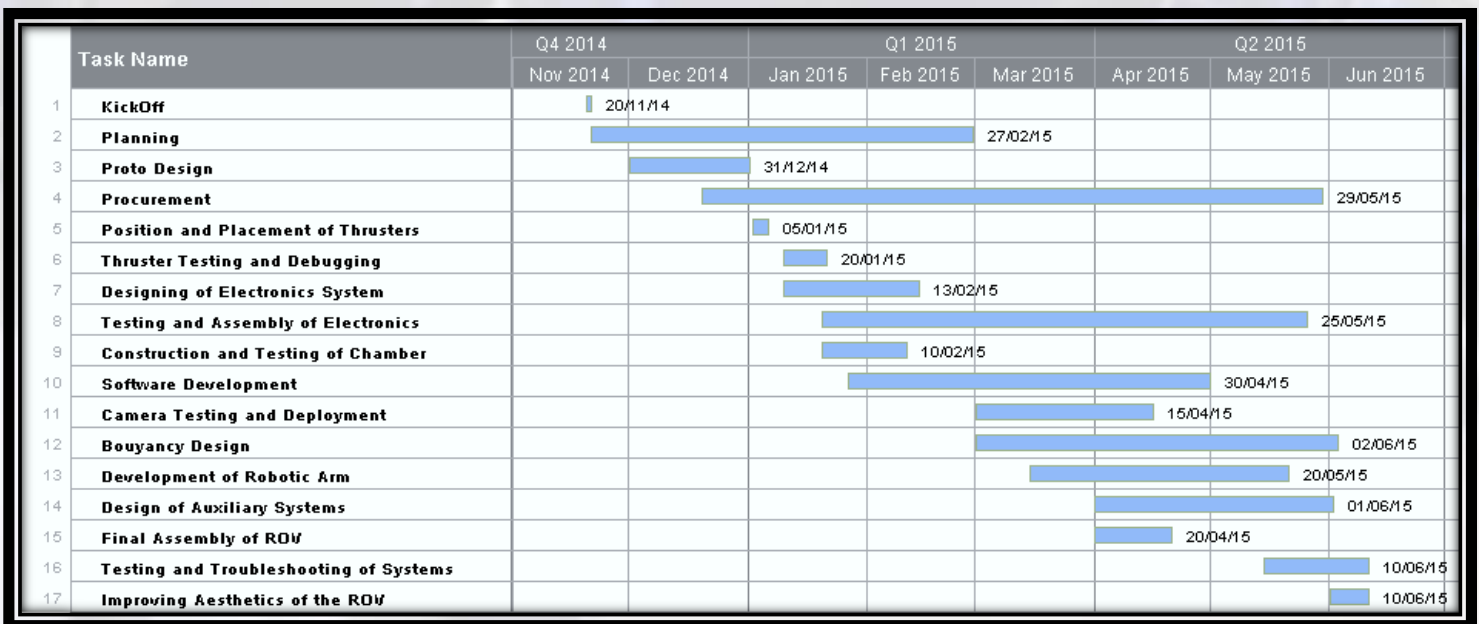 Task Name
Q4 2014 Q1 2015 Q2 2015
Nov 2014 Dec 2014 Jan 2015 Feb 2015 Mar 2015 Apr 2015 May 2015 Jun 2015
1 KickOff 20/11/14
2 Planning 27/02/15
3 Proto Design 31/12/14
4 Procurement 29/05/15
5 Position and Placement of Thrusters 05/01/15
6 Thruster Testing and Debugging 20/01/15
7 Designing of Electronics System 13/02/15
8 Testing and Assembly of Electronics 25/05/15
9 Construction and Testing of Chamber 10/02/15
10 Software Development 30/04/15
11 Camera Testing and Deployment 15/04/15
12 Bouyancy Design 02/06/15
13 Development of Robotic Arm 20/05/15
14 Design of Auxiliary Systems 01/06/15
15 Final Assembly of ROV 20/04/15
16 Testing and Troubleshooting of Systems 10/06/15
17 Improving Aesthetics of the ROV 10/06/15